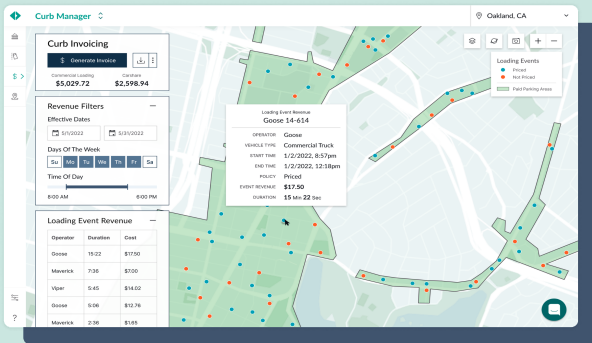 Curb Manager
Oakland, CA
Curb Invoicing
$ Generate Invoice
Commercial Loading
Carshare
$5,029.72
$2,598.94
Revenue Filters
Effective Dates
5/1/2022
5/31/2022
Days Of The Week
Su Mo Tu We Th Fr Sa
Time Of Day
8:00 AM
6:00 PM
Loading Event Revenue
Operator Duration Cost
Goose 15:22 $17.50
Maverick 7:36 $7.00
Viper 5:45 $14.02
Goose 5:08 $12.76
Maverick 2:38 $1.85
Loading Event Revenue
Goose 14-614
OPERATOR Goose
VEHICLE TYPE Commercial Truck
START TIME 1/2/2022, 8:57pm
END TIME 1/2/2022, 12:18pm
POLICY Priced
EVENT REVENUE $17.50
DURATION 15 Min 22 Sec
Loading Events
Priced
Not Priced
Paid Parking Areas
$
?